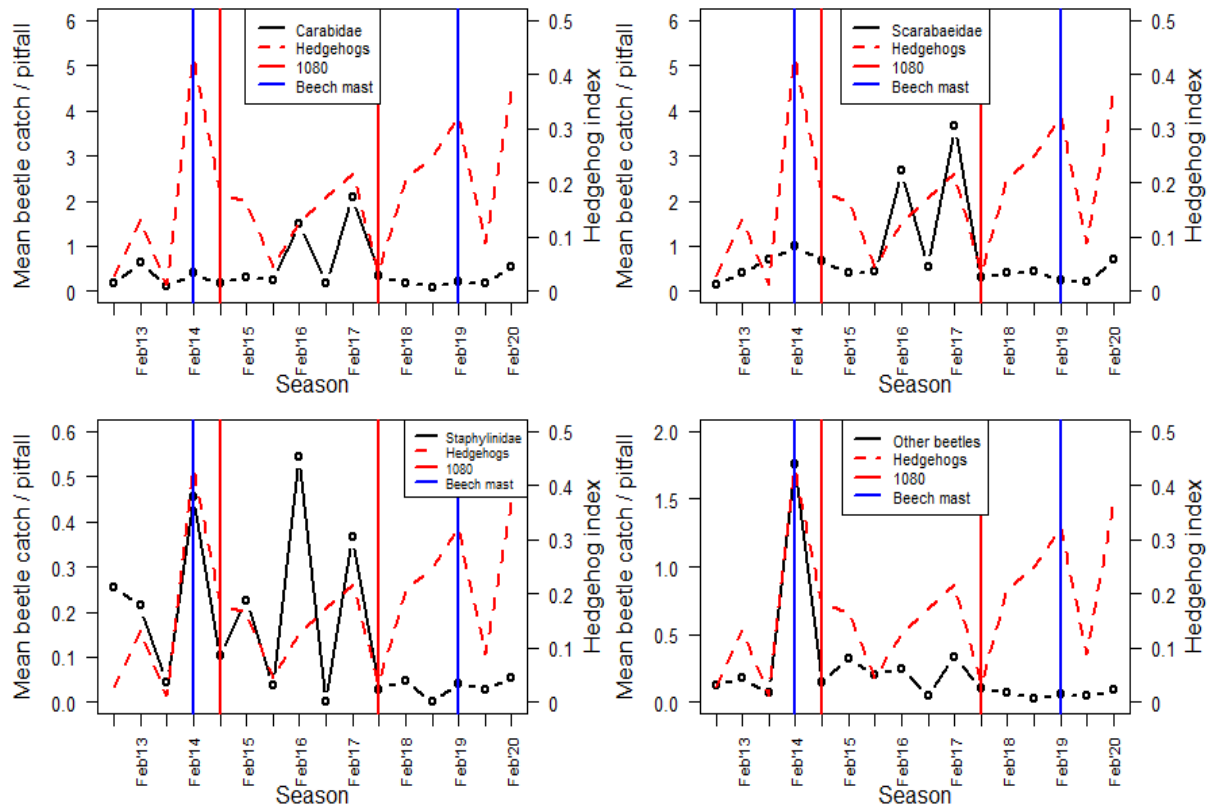 Mean beetle catch / pitfall
6
5
4
3
2
1
0
Carabidae
Hedgehogs
1080
Beech mast
0.5
0.4
0.3
0.2
0.1
0
Hedgehog index
Feb'13
Feb'14
Feb'15
Feb'16
Feb'17
Feb'18
Feb'19
Feb'20
Season
Mean beetle catch / pitfall
6
5
4
3
2
1
0
Scarabaeidae
Hedgehogs
1080
Beech mast
0.5
0.4
0.3
0.2
0.1
0
Hedgehog index
Feb'13
Feb'14
Feb'15
Feb'16
Feb'17
Feb'18
Feb'19
Feb'20
Season
Mean beetle catch / pitfall
0.6
0.5
0.4
0.3
0.2
0.1
0.0
Staphylinidae
Hedgehogs
1080
Beech mast
0.5
0.4
0.3
0.2
0.1
0
Hedgehog index
Feb'13
Feb'14
Feb'15
Feb'16
Feb'17
Feb'18
Feb'19
Feb'20
Season
Mean beetle catch / pitfall
2.0
1.5
1.0
0.5
0.0
Other beetles
Hedgehogs
1080
Beech mast
0.5
0.4
0.3
0.2
0.1
0
Hedgehog index
Feb'13
Feb'14
Feb'15
Feb'16
Feb'17
Feb'18
Feb'19
Feb'20
Season